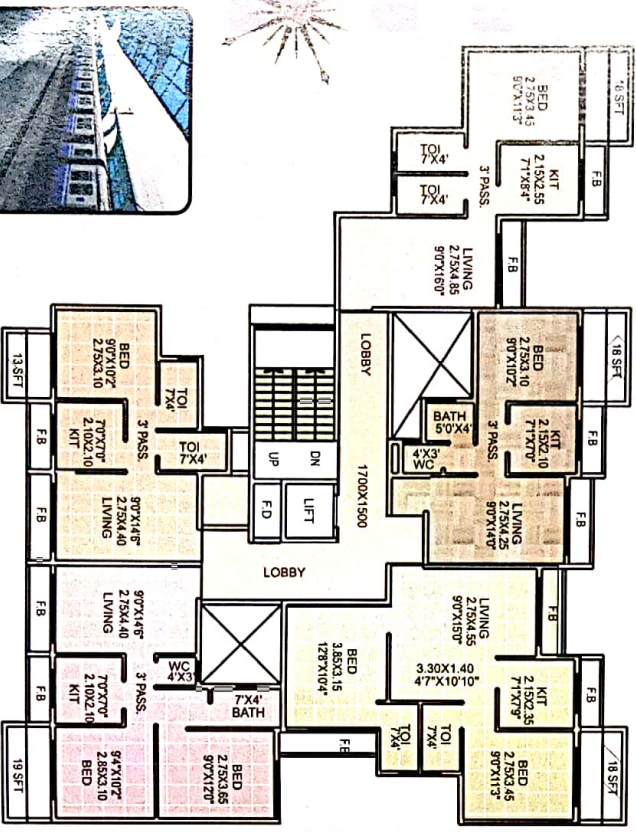 18 SFT
BED
2.75X3.45
9'0"X11'3"
KIT
2.15X2.55
7'1"X8'4"
F.B
TOI
7'X4'
TOI
7'X4'
3' PASS.
LIVING
2.75X4.85
9'0"X16'0"
F.B
18 SFT
BED
2.75X3.10
9'0"X10'2"
KIT
2.15X2.10
7'1"X7'0"
F.B
BATH
5'0'X4'
4'X3'
WC
3' PASS.
LIVING
2.75X4.25
9'0"X14'0"
F.B
LOBBY
1700X1500
UP
DN
LIFT
F.D
LOBBY
BED
9'0"X10'2"
2.75X3.10
TOI
7'X4'
13-SFT
7'0"X7'0"
2.10X2.10
KIT
3' PASS.
TOI
7'X4'
F.B
9'0"X14'6"
2.75X4.40
LIVING
F.B
9'0"X14'6"
2.75X4.40
LIVING
F.B
WC
4'X3'
7'0"X7'0"
2.10X2.10
KIT
3' PASS.
7'X4'
BATH
F.B
9'4"X10'2"
2.85X3.10
BED
BED
2.75X3.65
9'0"X12'0"
19 SFT
LIVING
2.75X4.55
9'0"X15'0"
F.B
BED
3.85X3.15
12'8"X10'4"
3.30X1.40
4'7"X10'10"
KIT
2.15X2.35
7'1"X7'9"
F.B
F.B
TOI
7'X4'
TOI
7'X4'
BED
2.75X3.45
9'0"X11'3"
18 SFT